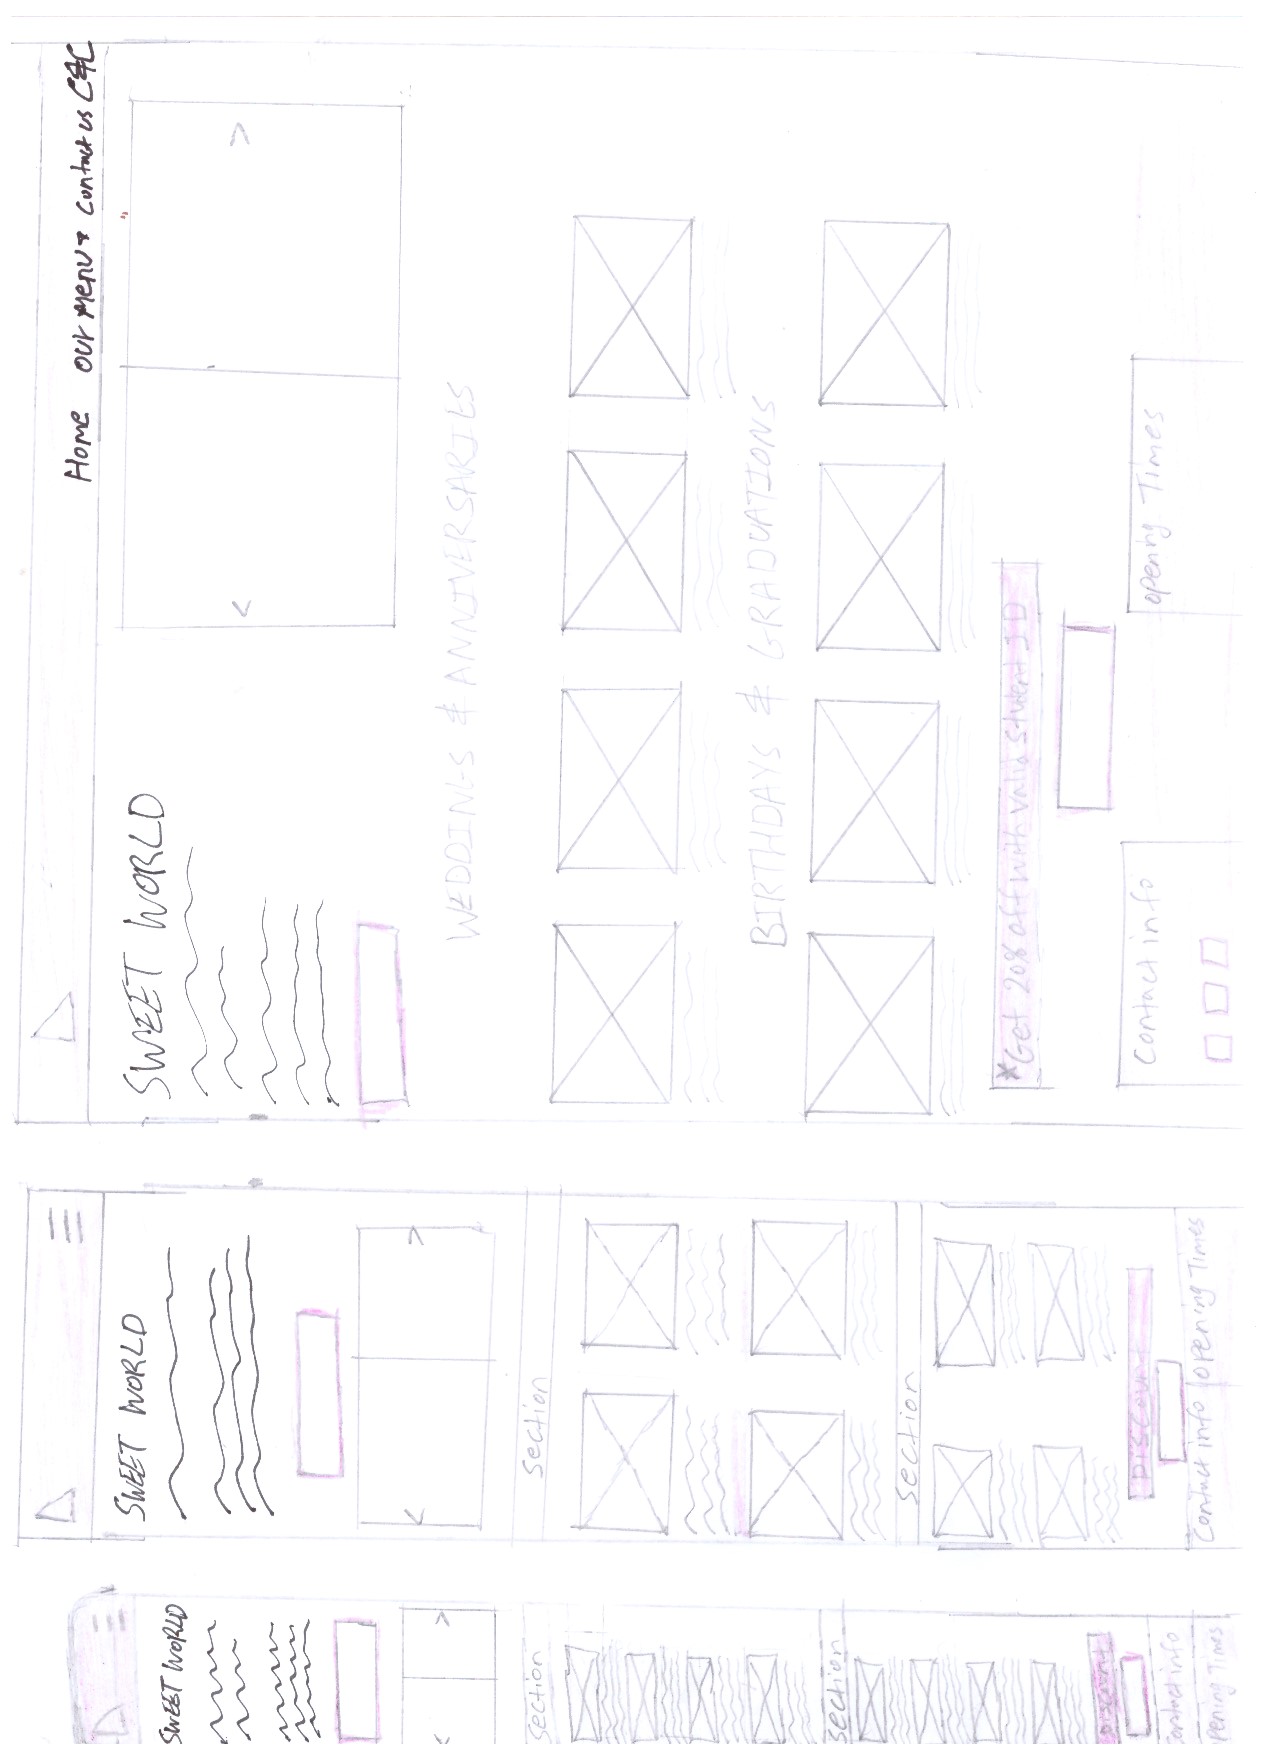 SWEET WORLD
section
section
Discount
contact info
pening Times
SWEET WORLD
section
section
DISCOUNT
Contact info
opening Times
Home
our Menu
contact us
C&C
SWEET WORLD
WEDDINGS & ANNIVERSARIES
BIRTHDAYS & GRADUATIONS
*Get 20% off with valid student ID
Contact info
opening Times